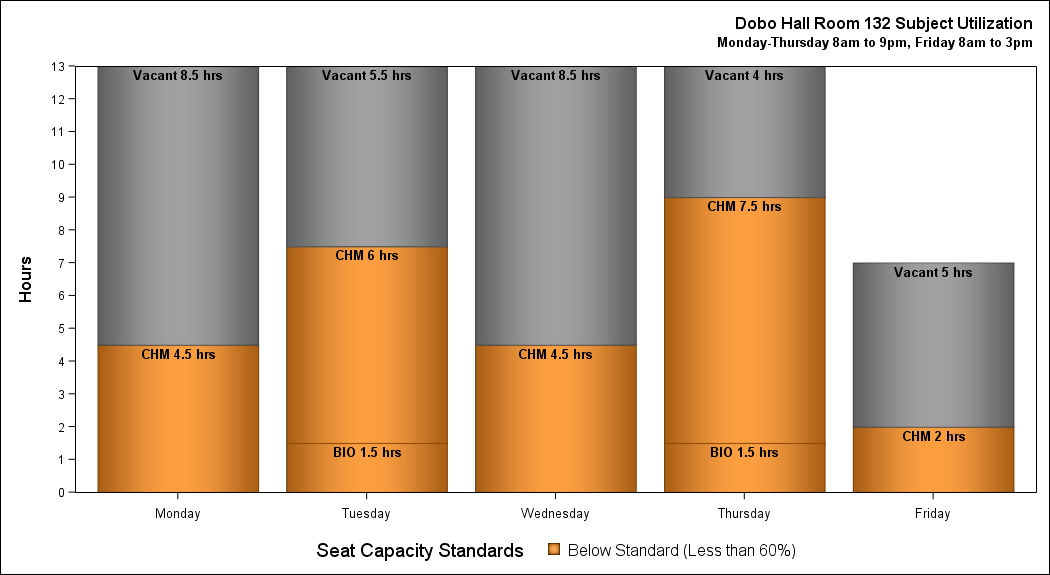 Dobo Hall Room 132 Subject Utilization
Monday-Thursday 8am to 9pm, Friday 8am to 3pm
Hours
13
12
11
10
9
8
7
6
5
4
3
2
1
0
Vacant 8.5 hrs
CHM 4.5 hrs
Vacant 5.5 hrs
CHM 6 hrs
BIO 1.5 hrs
Vacant 8.5 hrs
CHM 4.5 hrs
Vacant 4 hrs
CHM 7.5 hrs
BIO 1.5 hrs
Vacant 5 hrs
CHM 2 hrs
Monday Tuesday Wednesday Thursday Friday
Seat Capacity Standards Below Standard (Less than 60%)